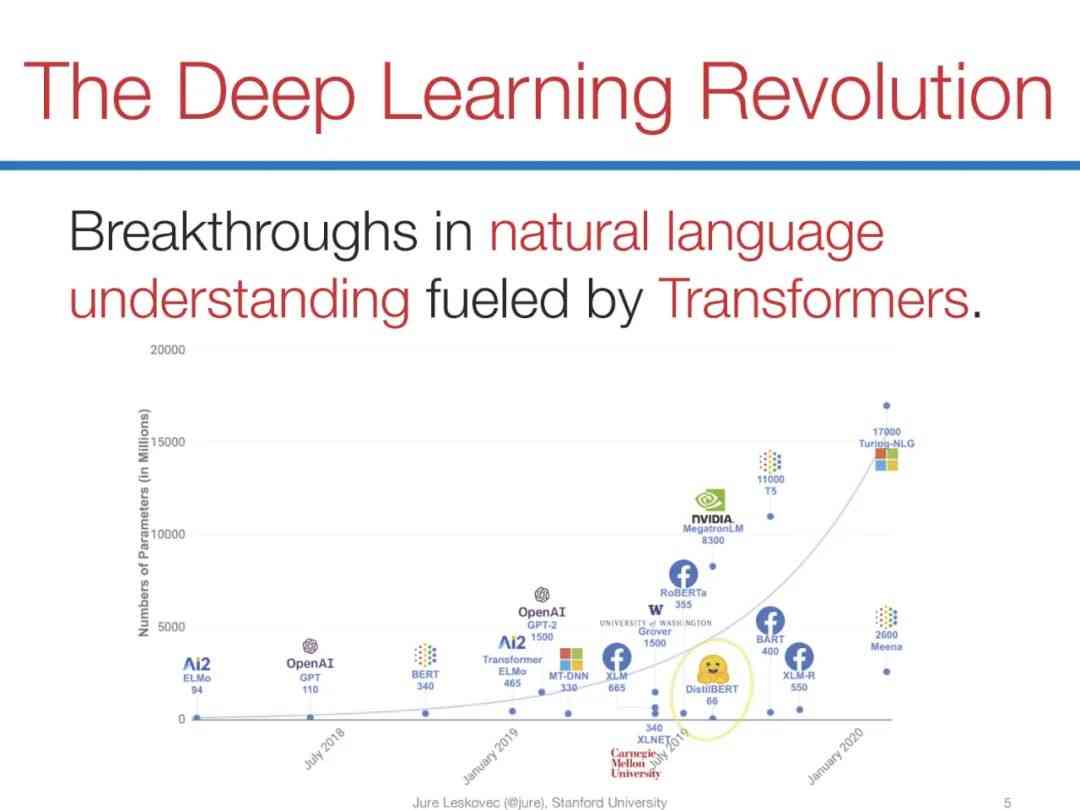 The Deep Learning Revolution
Breakthroughs in natural language
understanding fueled by Transformers.
20000
15000
10000
5000
0
Numbers of Parameters (in Millions)
AI2
ELMo
94
OpenAI
GPT
110
BERT
340
AI2
Transformer
ELMo
465
OpenAI
GPT-2
1500
MT-DNN
330
XLM
665
W
UNIVERSITY of WASHINGTON
Grover
1500
340
XLNET
Carnegie
Mellon
University
RoBERTa
355
NVIDIA.
MegatronLM
8300
DistilBERT
66
11000
T5
BART
400
XLM-R
550
17000
Turing-NLG
2600
Meena
July 2018
January 2019
July 2019
January 2020
Jure Leskovec (@jure), Stanford University
5